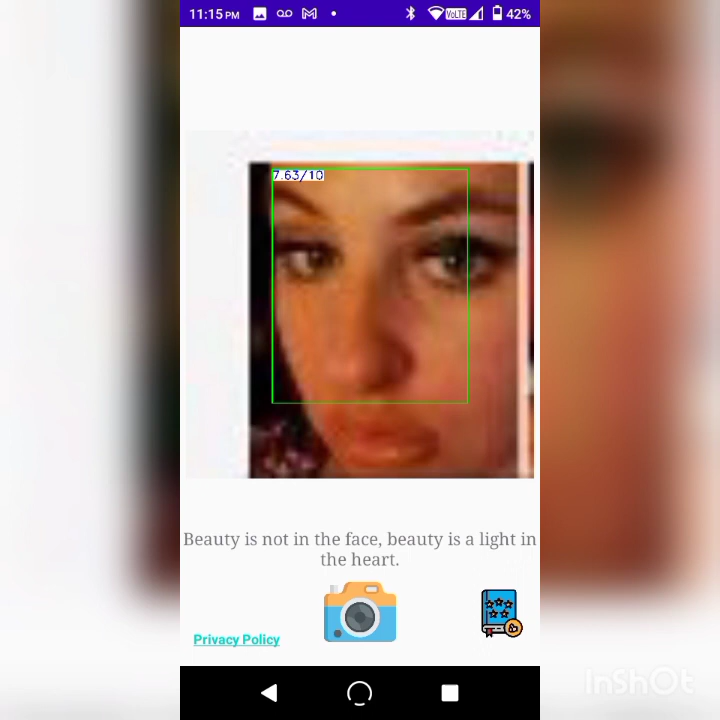 11:15 PM VoLTE 42%
7.63/10
Beauty is not in the face, beauty is a light in
the heart.
Privacy Policy
InShOt